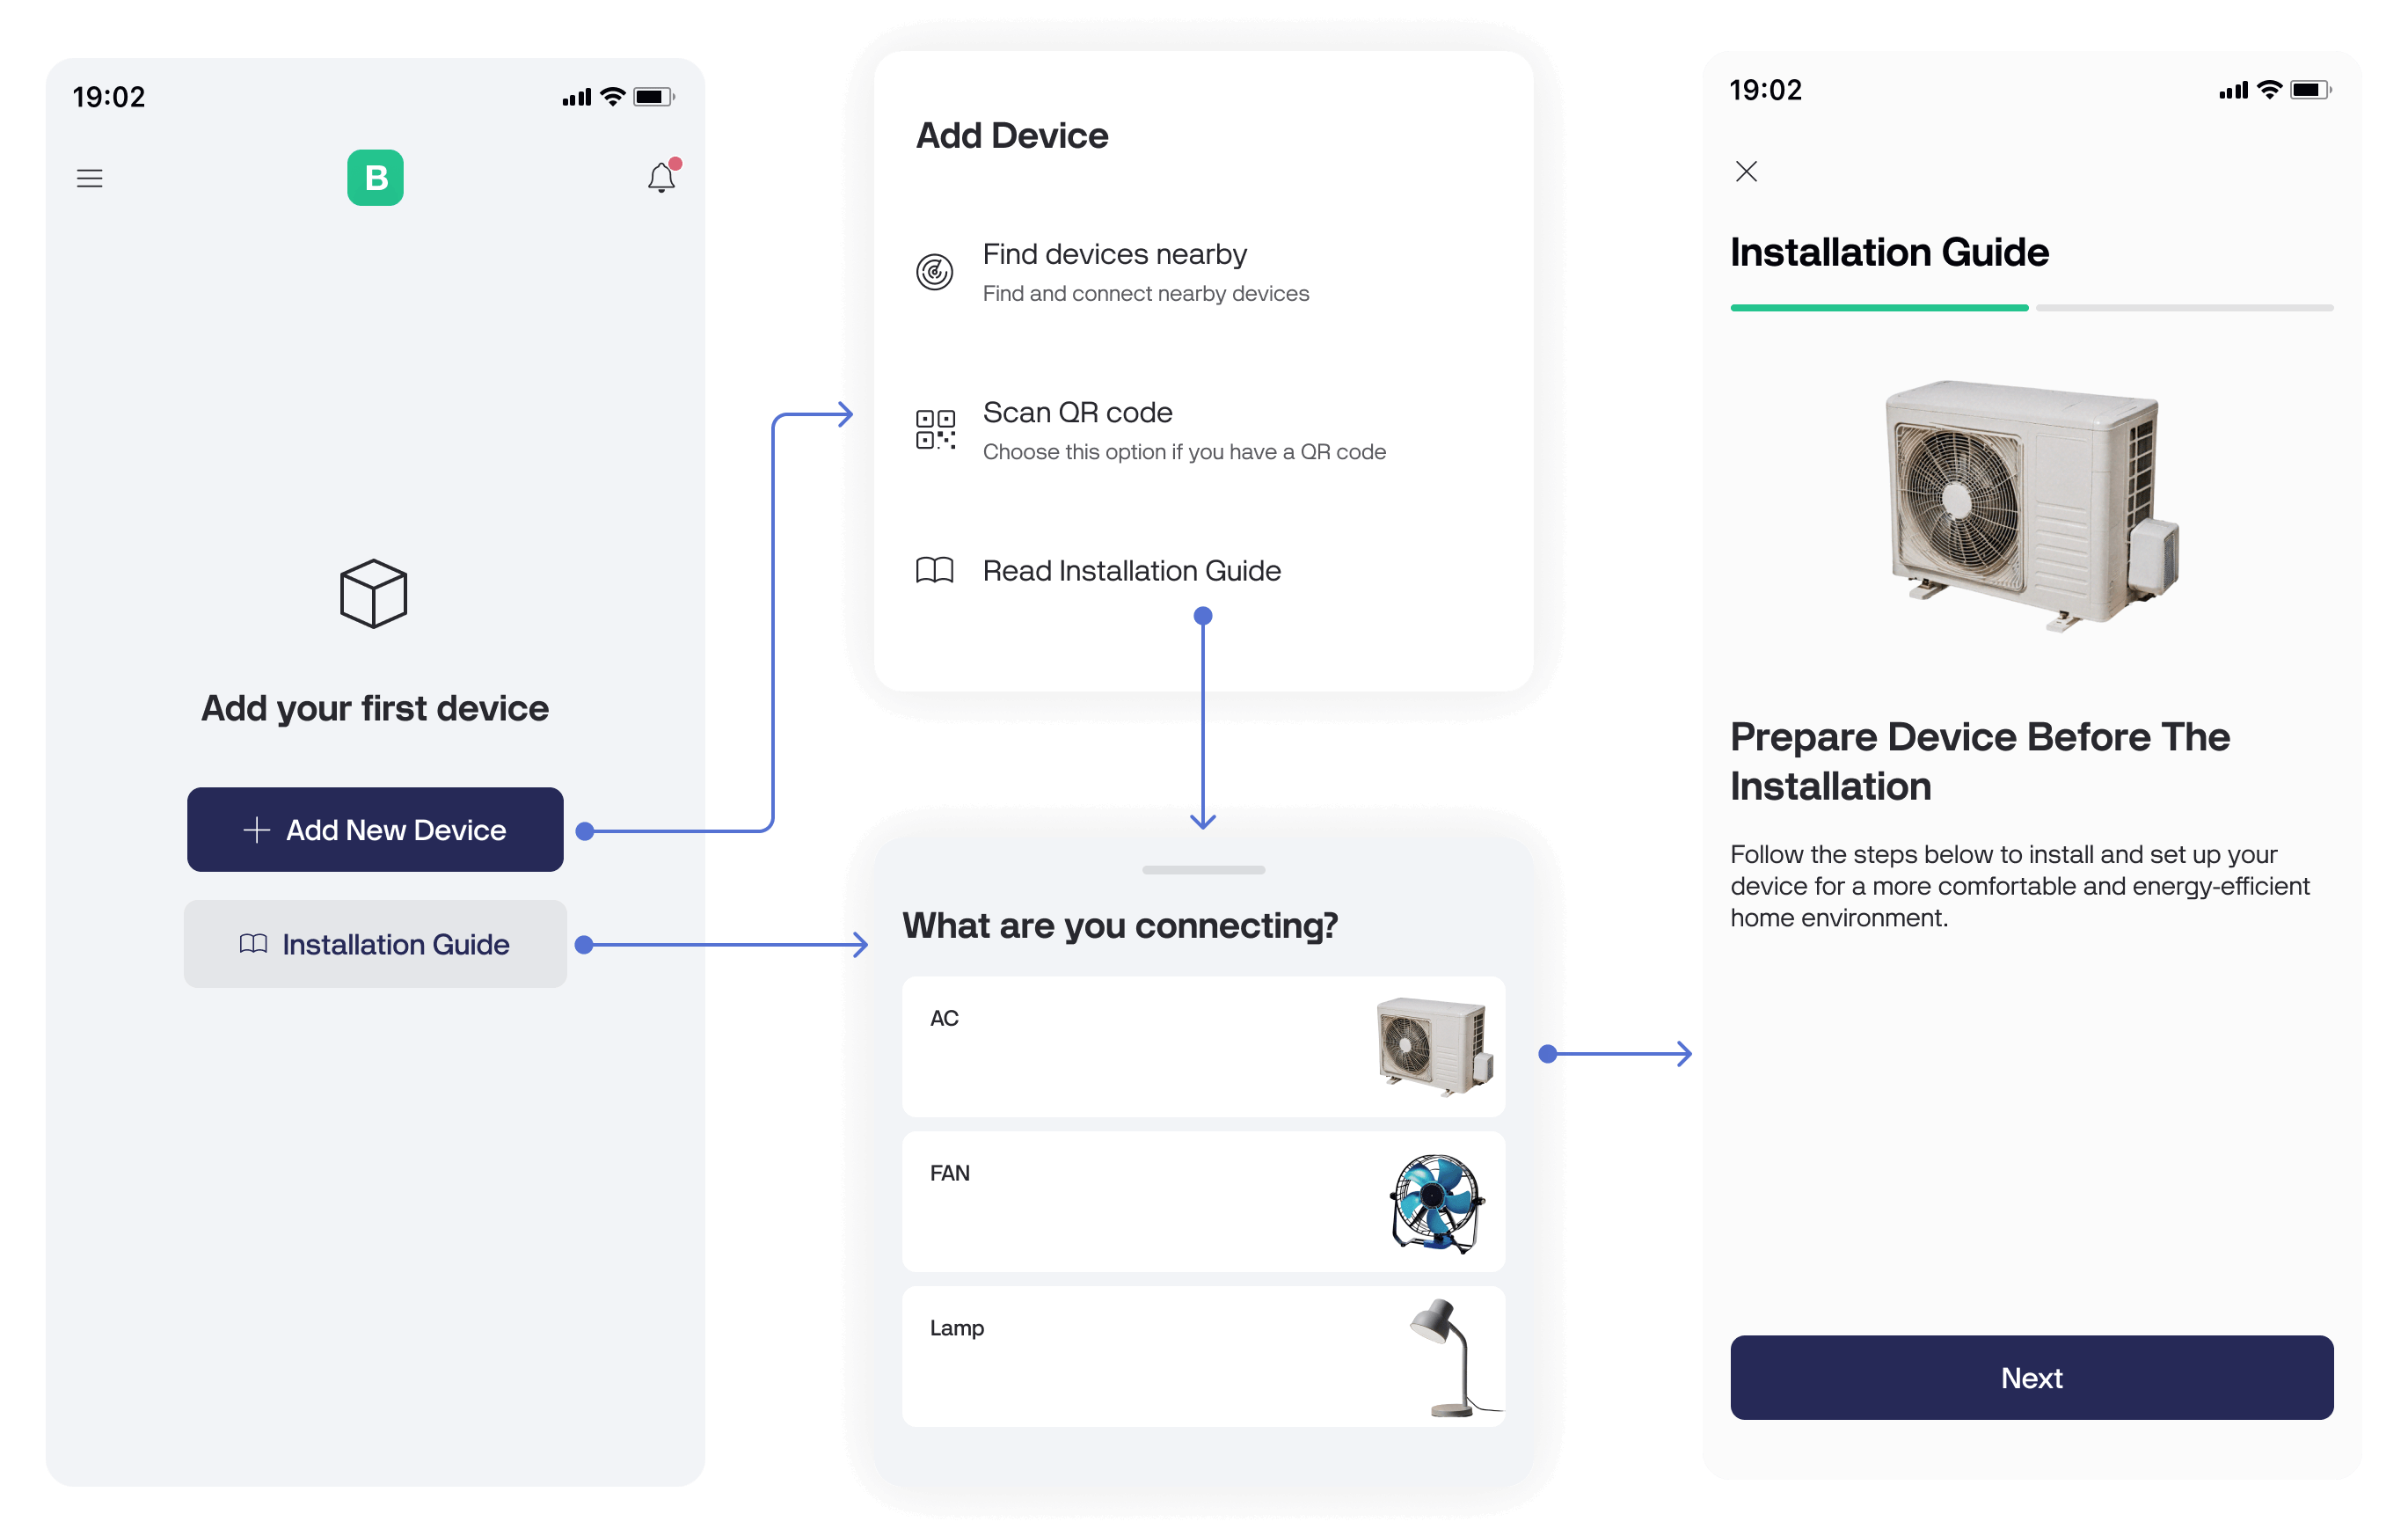 19:02
B
Add your first device
Add New Device
Installation Guide
Add Device
Find devices nearby
Find and connect nearby devices
Scan QR code
Choose this option if you have a QR code
Read Installation Guide
What are you connecting?
AC
FAN
Lamp
19:02
Installation Guide
Prepare Device Before The
Installation
Follow the steps below to install and set up your
device for a more comfortable and energy-efficient
home environment.
Next